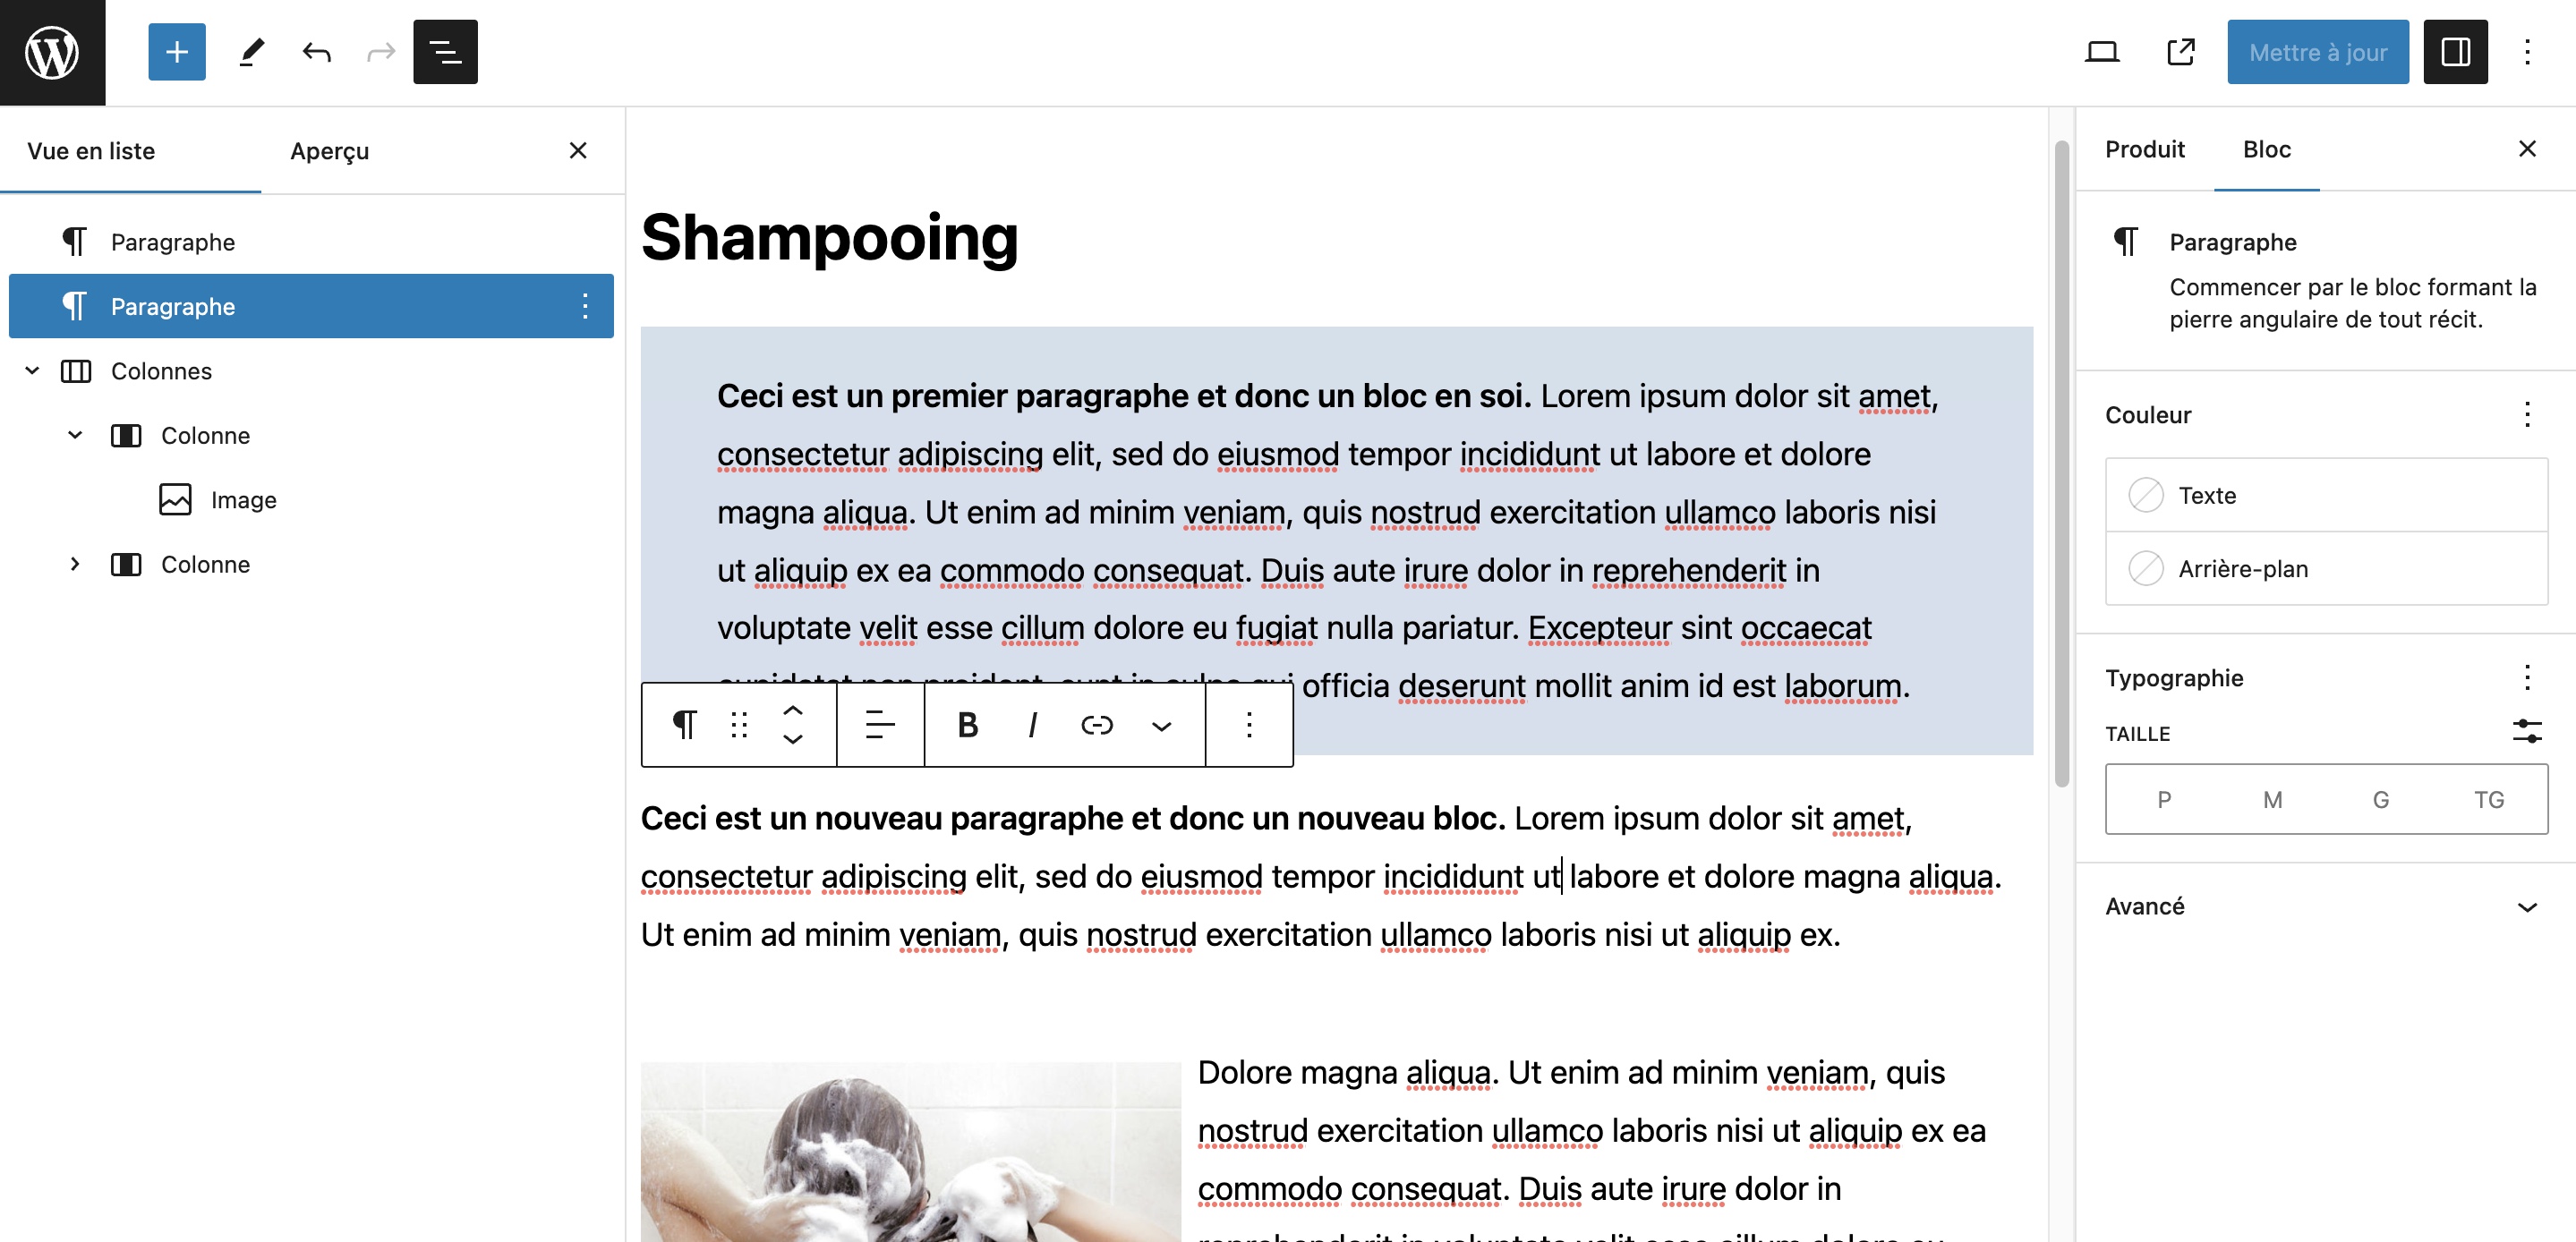 Mettre à jour
Vue en liste
Aperçu
Paragraphe
Paragraphe
Colonnes
Colonne
Image
Colonne
Shampooing
Ceci est un premier paragraphe et donc un bloc en soi. Lorem ipsum dolor sit amet,
consectetur adipiscing elit, sed do eiusmod tempor incididunt ut labore et dolore
magna aliqua. Ut enim ad minim veniam, quis nostrud exercitation ullamco laboris nisi
ut aliquip ex ea commodo consequat. Duis aute irure dolor in reprehenderit in
voluptate velit esse cillum dolore eu fugiat nulla pariatur. Excepteur sint occaecat
officia deserunt mollit anim id est laborum.
B I
Ceci est un nouveau paragraphe et donc un nouveau bloc. Lorem ipsum dolor sit amet,
consectetur adipiscing elit, sed do eiusmod tempor incididunt ut labore et dolore magna aliqua.
Ut enim ad minim veniam, quis nostrud exercitation ullamco laboris nisi ut aliquip ex.
Dolore magna aliqua. Ut enim ad minim veniam, quis
nostrud exercitation ullamco laboris nisi ut aliquip ex ea
commodo consequat. Duis aute irure dolor in
Produit
Bloc
Paragraphe
Commencer par le bloc formant la
pierre angulaire de tout récit.
Couleur
Texte
Arrière-plan
Typographie
TAILLE
P M G TG
Avancé